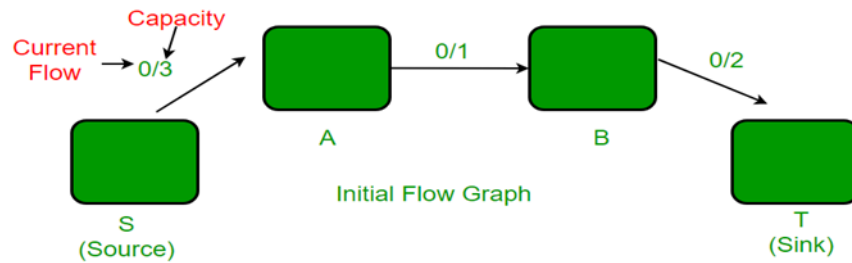 Capacity
Current
Flow
0/3
0/1
0/2
A
B
Initial Flow Graph
S
(Source)
T
(Sink)